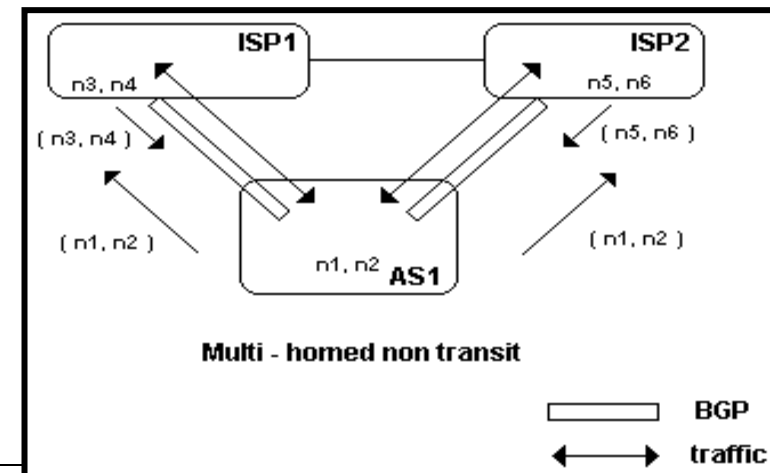 ISP1
ISP2
n3, n4
n5, n6
( n3, n4 )
( n5, n6 )
( n1, n2 )
( n1, n2 )
n1, n2
AS1
Multi - homed non transit
BGP
traffic